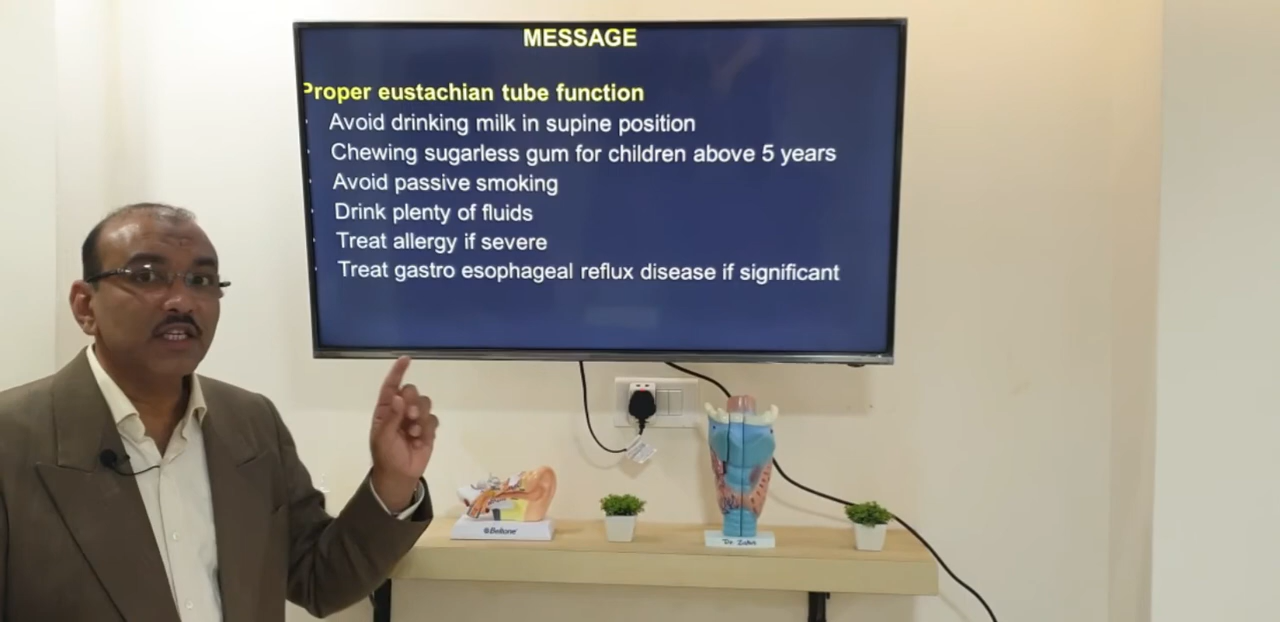 MESSAGE
Proper eustachian tube function
Avoid drinking milk in supine position
Chewing sugarless gum for children above 5 years
Avoid passive smoking
Drink plenty of fluids
Treat allergy if severe
Treat gastro esophageal reflux disease if significant
Beltone